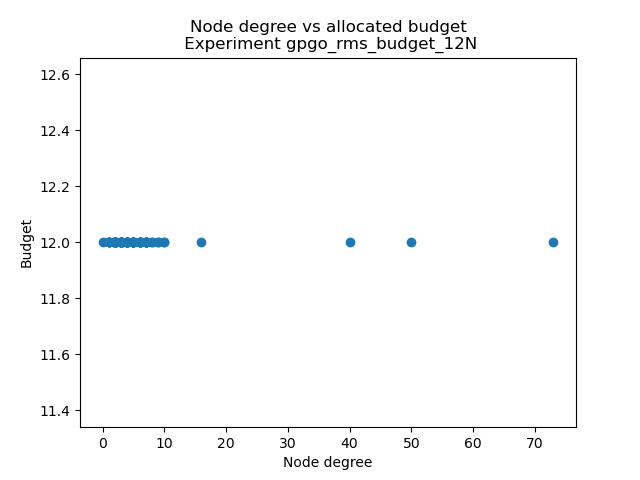 Node degree vs allocated budget
Experiment gpgo_rms_budget_12N
12.6
12.4
12.2
12.0
11.8
11.6
11.4
Budget
0 10 20 30 40 50 60 70
Node degree